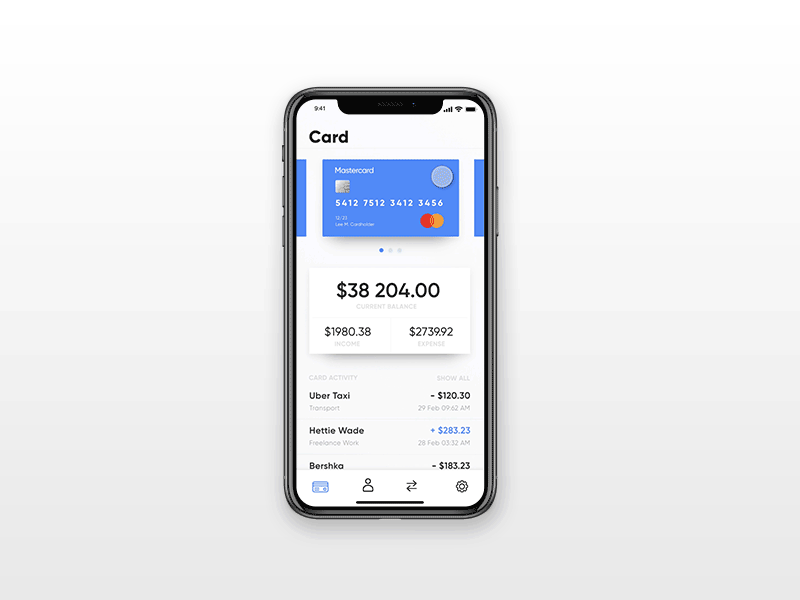 9:41
Card
Mastercard
5412 7512 3412 3456
12/23
Lee M. Cardholder
$38 204.00
CURRENT BALANCE
$1980.38
$2739.92
INCOME
EXPENSE
CARD ACTIVITY
SHOW ALL
Uber Taxi
- $120.30
Transport
29 Feb 09:62 AM
Hettie Wade
+ $283.23
Freelance Work
28 Feb 03:32 AM
Bershka
- $183.23